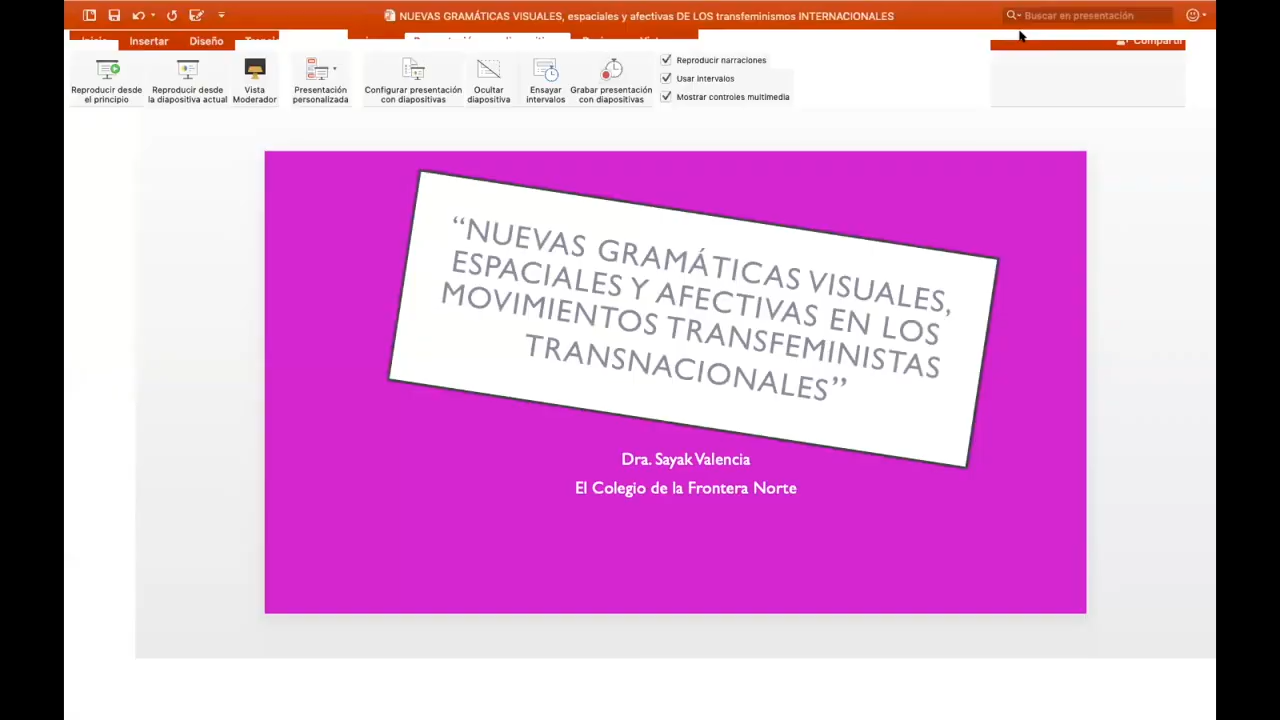 NUEVAS GRAMÁTICAS VISUALES, espaciales y afectivas DE LOS transfeminismos INTERNACIONALES
Buscar en presentación
Inicio Insertar Diseño
Compartir
Reproducir desde el principio
Reproducir desde la diapositiva actual
Vista Moderador
Presentación personalizada
Configurar presentación con diapositivas
Ocultar diapositiva
Ensayar intervalos
Grabar presentación con diapositivas
Reproducir narraciones
Usar intervalos
Mostrar controles multimedia
“NUEVAS GRAMÁTICAS VISUALES,
ESPACIALES Y AFECTIVAS EN LOS
MOVIMIENTOS TRANSFEMINISTAS
TRANSNACIONALES”
Dra. Sayak Valencia
El Colegio de la Frontera Norte